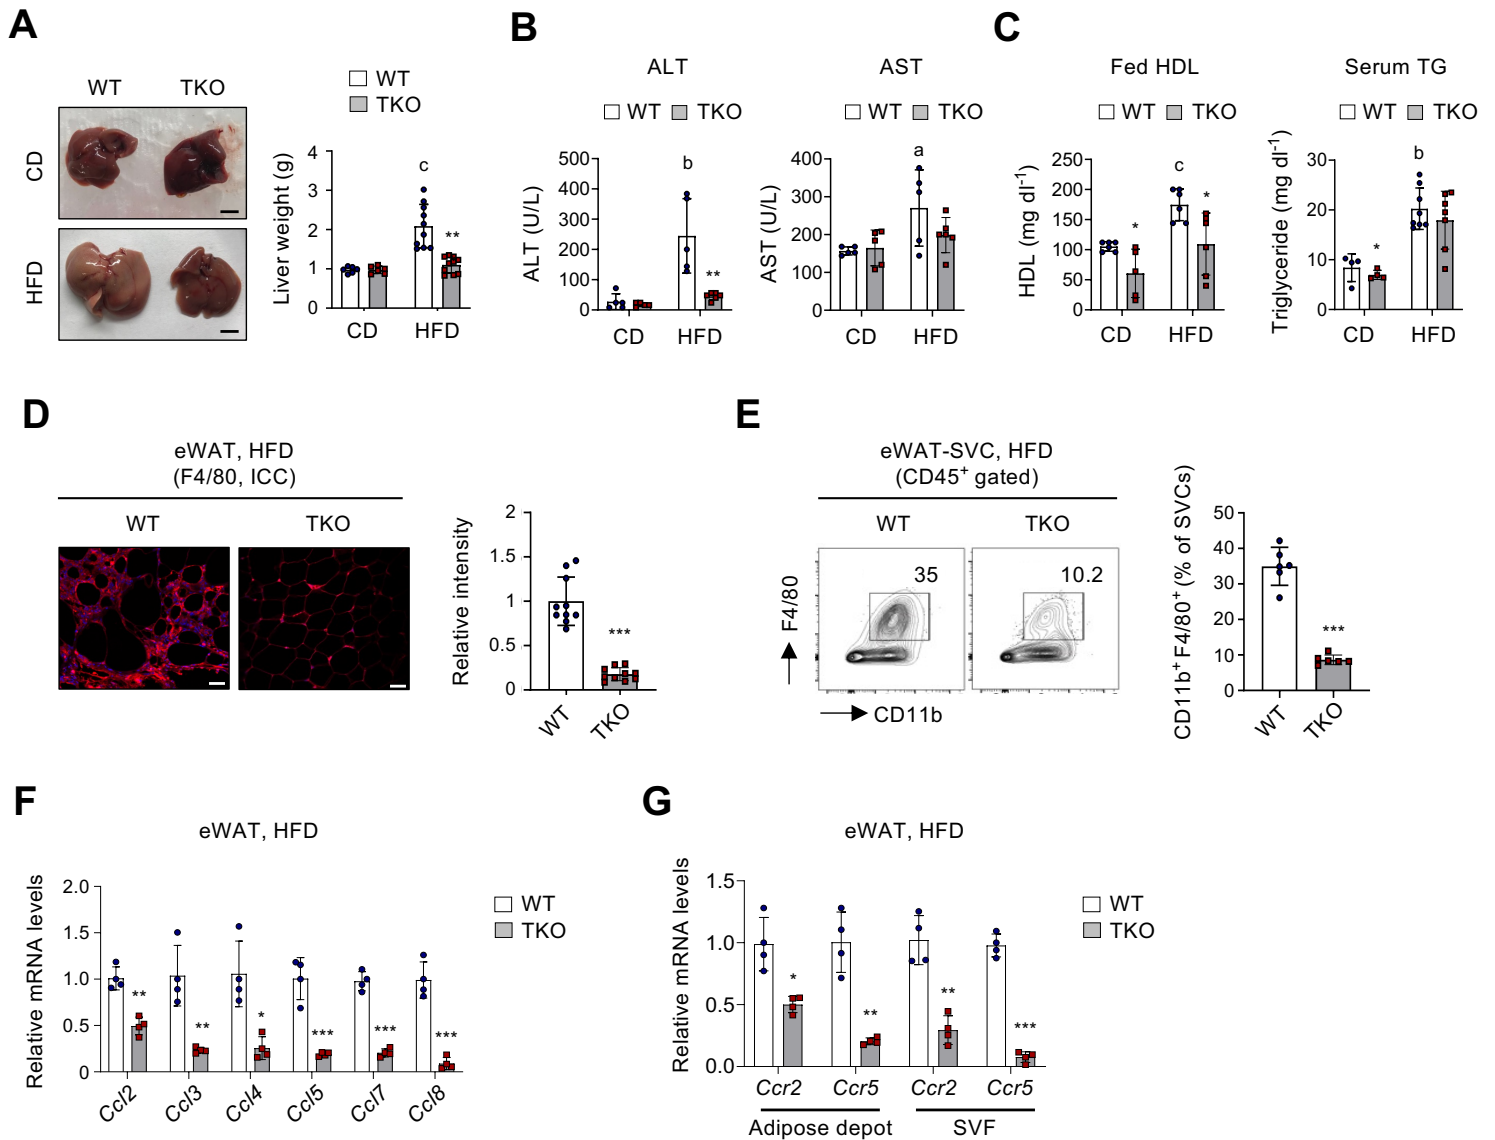 A
WT TKO
CD
HFD
WT
TKO
Liver weight (g)
4
3
2
1
0
c
**
CD HFD
B
ALT
WT TKO
ALT (U/L)
500
400
300
200
100
0
b
**
CD HFD
AST
WT TKO
AST (U/L)
400
300
200
100
0
a
CD HFD
C
Fed HDL
WT TKO
HDL (mg dl⁻¹)
250
200
150
100
50
0
*
c
*
CD HFD
Serum TG
WT TKO
Triglyceride (mg dl⁻¹)
30
20
10
0
*
b
CD HFD
D
eWAT, HFD
(F4/80, ICC)
WT TKO
Relative intensity
2
1.5
1
0.5
0
***
WT TKO
E
eWAT-SVC, HFD
(CD45⁺ gated)
WT TKO
35
10.2
F4/80
CD11b
CD11b⁺ F4/80⁺ (% of SVCs)
50
40
30
20
10
0
***
WT TKO
F
eWAT, HFD
WT
TKO
Relative mRNA levels
2.0
1.5
1.0
0.5
0
** ** * *** *** ***
Ccl2 Ccl3 Ccl4 Ccl5 Ccl7 Ccl8
G
eWAT, HFD
WT
TKO
Relative mRNA levels
1.5
1.0
0.5
0.0
* ** ** ***
Ccr2 Ccr5 Ccr2 Ccr5
Adipose depot SVF